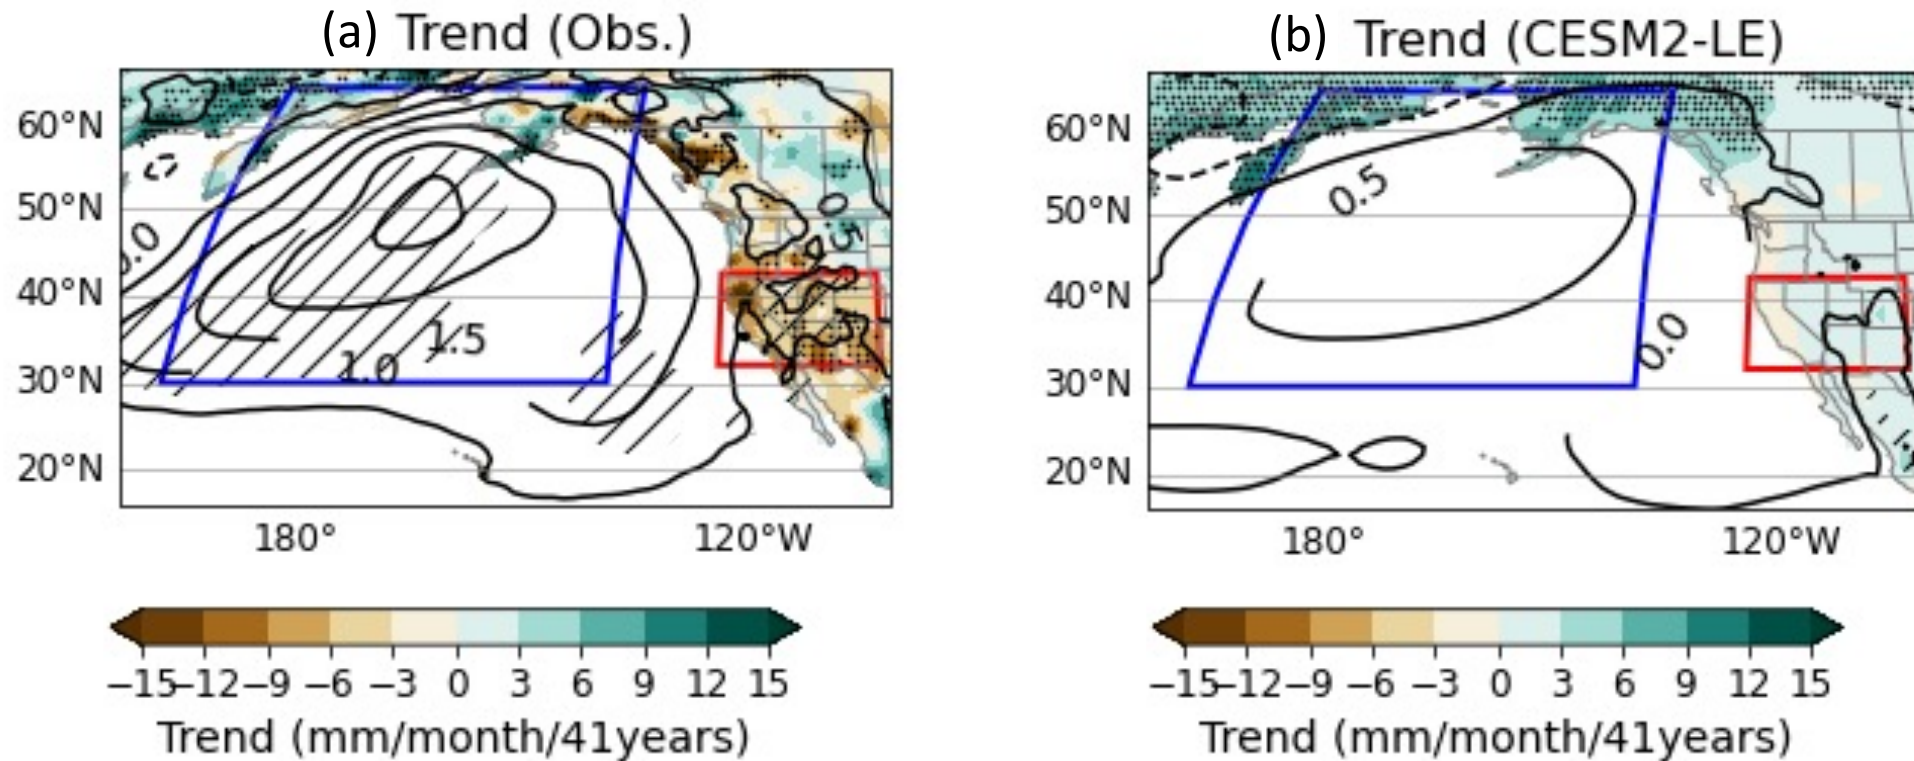 (a) Trend (Obs.)
60°N
50°N
40°N
30°N
20°N
0.5
1.5
1.0
180°
120°W
−15 −12 −9 −6 −3 0 3 6 9 12 15
Trend (mm/month/41years)
(b) Trend (CESM2-LE)
60°N
50°N
40°N
30°N
20°N
0.5
0.0
180°
120°W
−15 −12 −9 −6 −3 0 3 6 9 12 15
Trend (mm/month/41years)